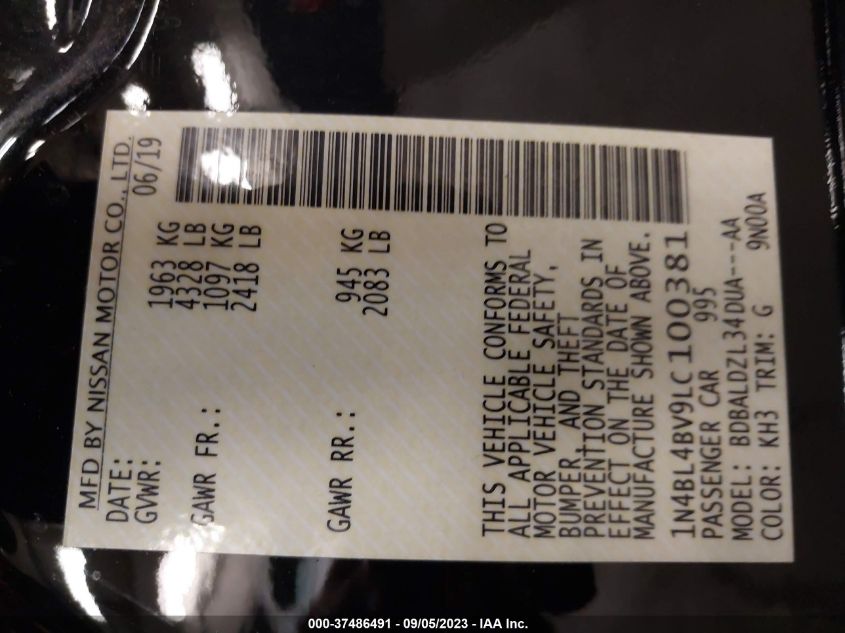 MFD BY NISSAN MOTOR CO., LTD.
DATE: 06/19
GVWR: 1963 KG
4328 LB
GAWR FR.: 1097 KG
2418 LB
GAWR RR.: 945 KG
2083 LB
THIS VEHICLE CONFORMS TO
ALL APPLICABLE FEDERAL
MOTOR VEHICLE SAFETY,
BUMPER, AND THEFT
PREVENTION STANDARDS IN
EFFECT ON THE DATE OF
MANUFACTURE SHOWN ABOVE.
1N4BL4BV9LC100381
PASSENGER CAR 995
MODEL: BDBALDZL34DUA---AA
COLOR: KH3 TRIM: G 9N00A
000-37486491 - 09/05/2023 - IAA Inc.